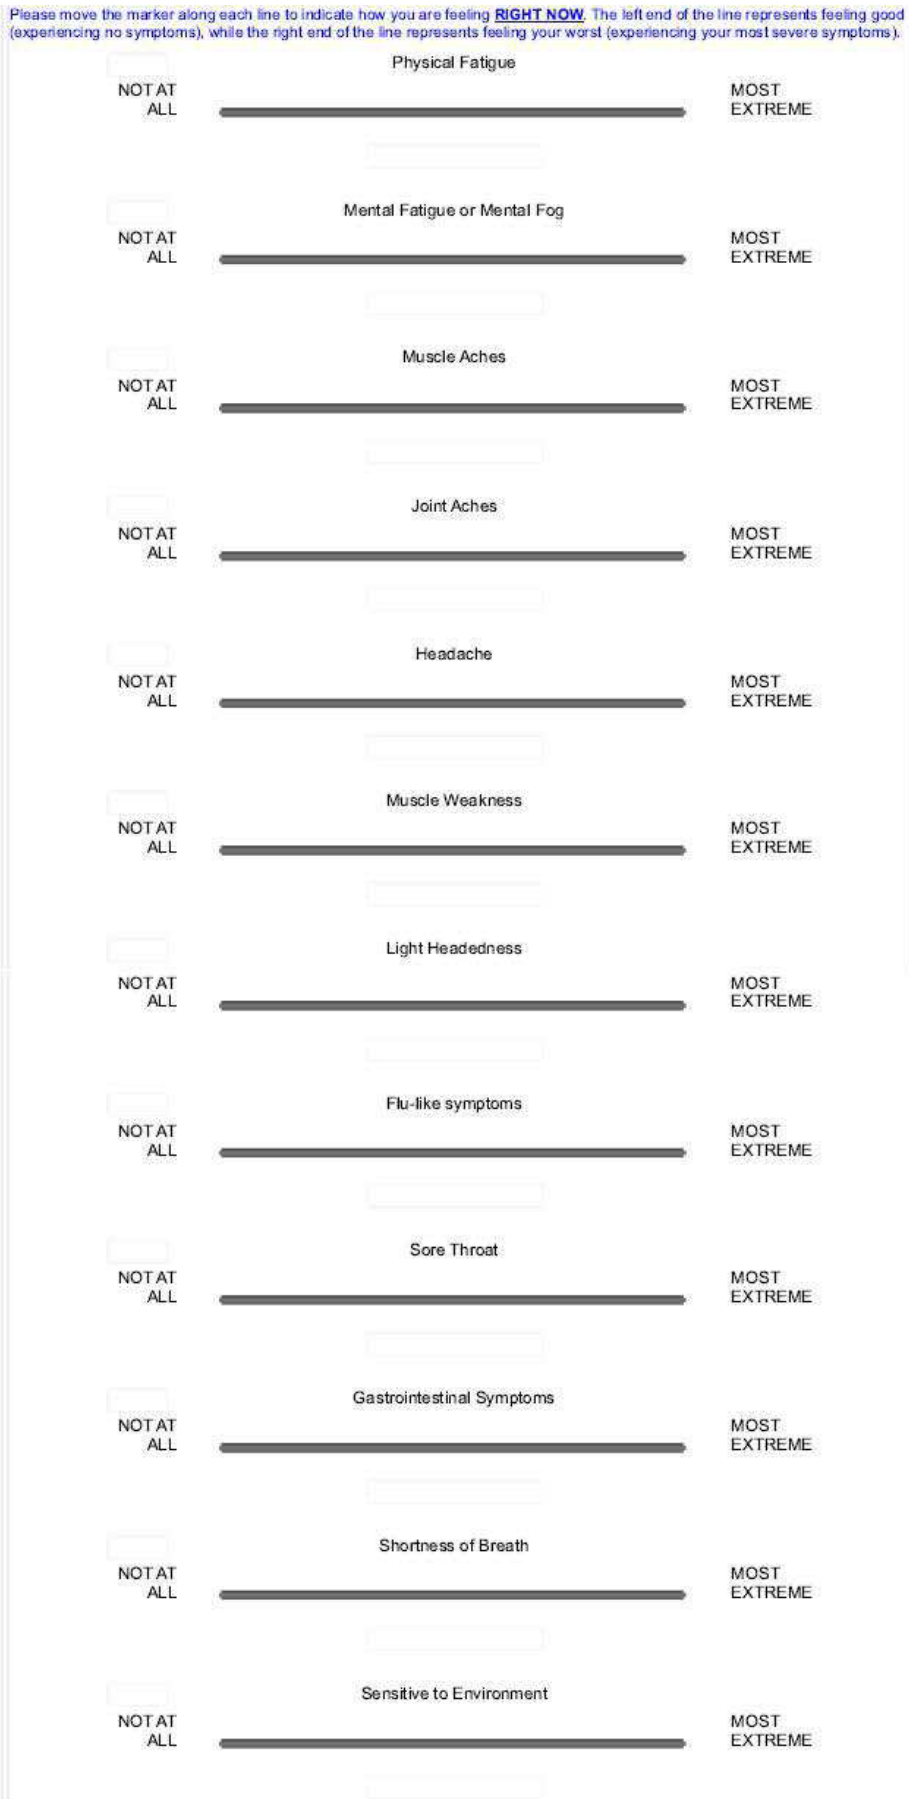 Please move the marker along each line to indicate how you are feeling RIGHT NOW. The left end of the line represents feeling good
(experiencing no symptoms), while the right end of the line represents feeling your worst (experiencing your most severe symptoms).
Physical Fatigue
NOT AT MOST
ALL EXTREME
Mental Fatigue or Mental Fog
NOT AT MOST
ALL EXTREME
Muscle Aches
NOT AT MOST
ALL EXTREME
Joint Aches
NOT AT MOST
ALL EXTREME
Headache
NOT AT MOST
ALL EXTREME
Muscle Weakness
NOT AT MOST
ALL EXTREME
Light Headedness
NOT AT MOST
ALL EXTREME
Flu-like symptoms
NOT AT MOST
ALL EXTREME
Sore Throat
NOT AT MOST
ALL EXTREME
Gastrointestinal Symptoms
NOT AT MOST
ALL EXTREME
Shortness of Breath
NOT AT MOST
ALL EXTREME
Sensitive to Environment
NOT AT MOST
ALL EXTREME